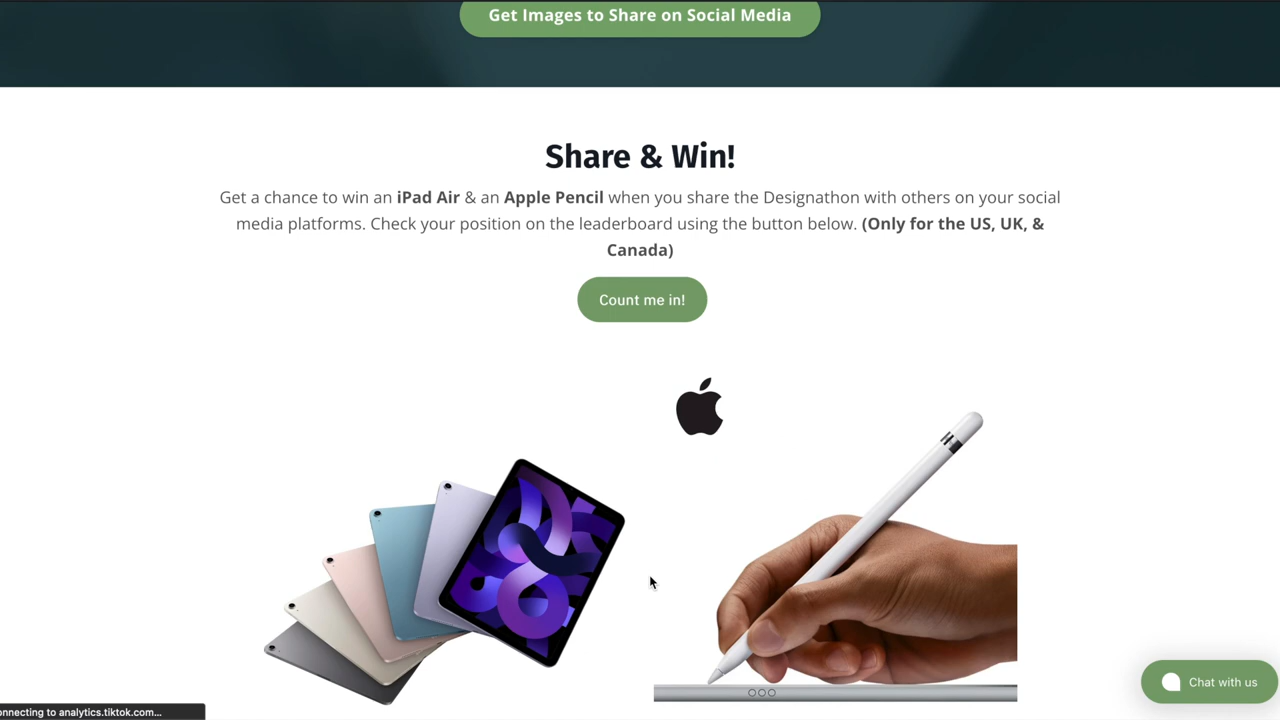 Get Images to Share on Social Media
Share & Win!
Get a chance to win an iPad Air & an Apple Pencil when you share the Designathon with others on your social
media platforms. Check your position on the leaderboard using the button below. (Only for the US, UK, &
Canada)
Count me in!
Chat with us
onnecting to analytics.tiktok.com...